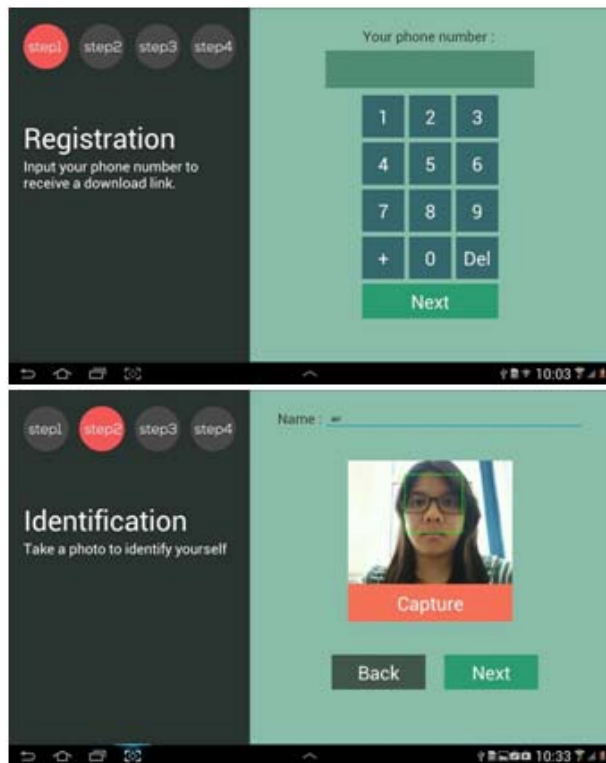 step1 step2 step3 step4
Registration
Input your phone number to
receive a download link.
Your phone number :
1 2 3
4 5 6
7 8 9
+ 0 Del
Next
10:03
step1 step2 step3 step4
Identification
Take a photo to identify yourself
Name :
Capture
Back Next
10:33